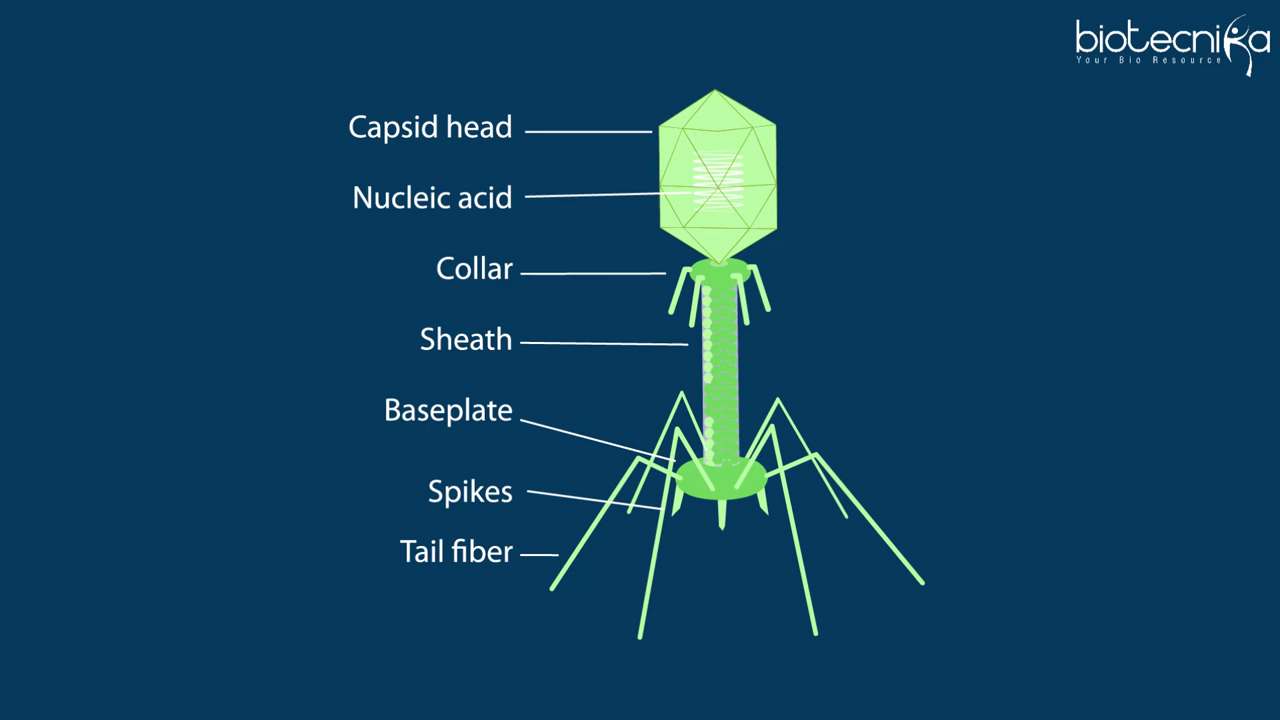 biotecnika
Your Bio Resource
Capsid head
Nucleic acid
Collar
Sheath
Baseplate
Spikes
Tail fiber